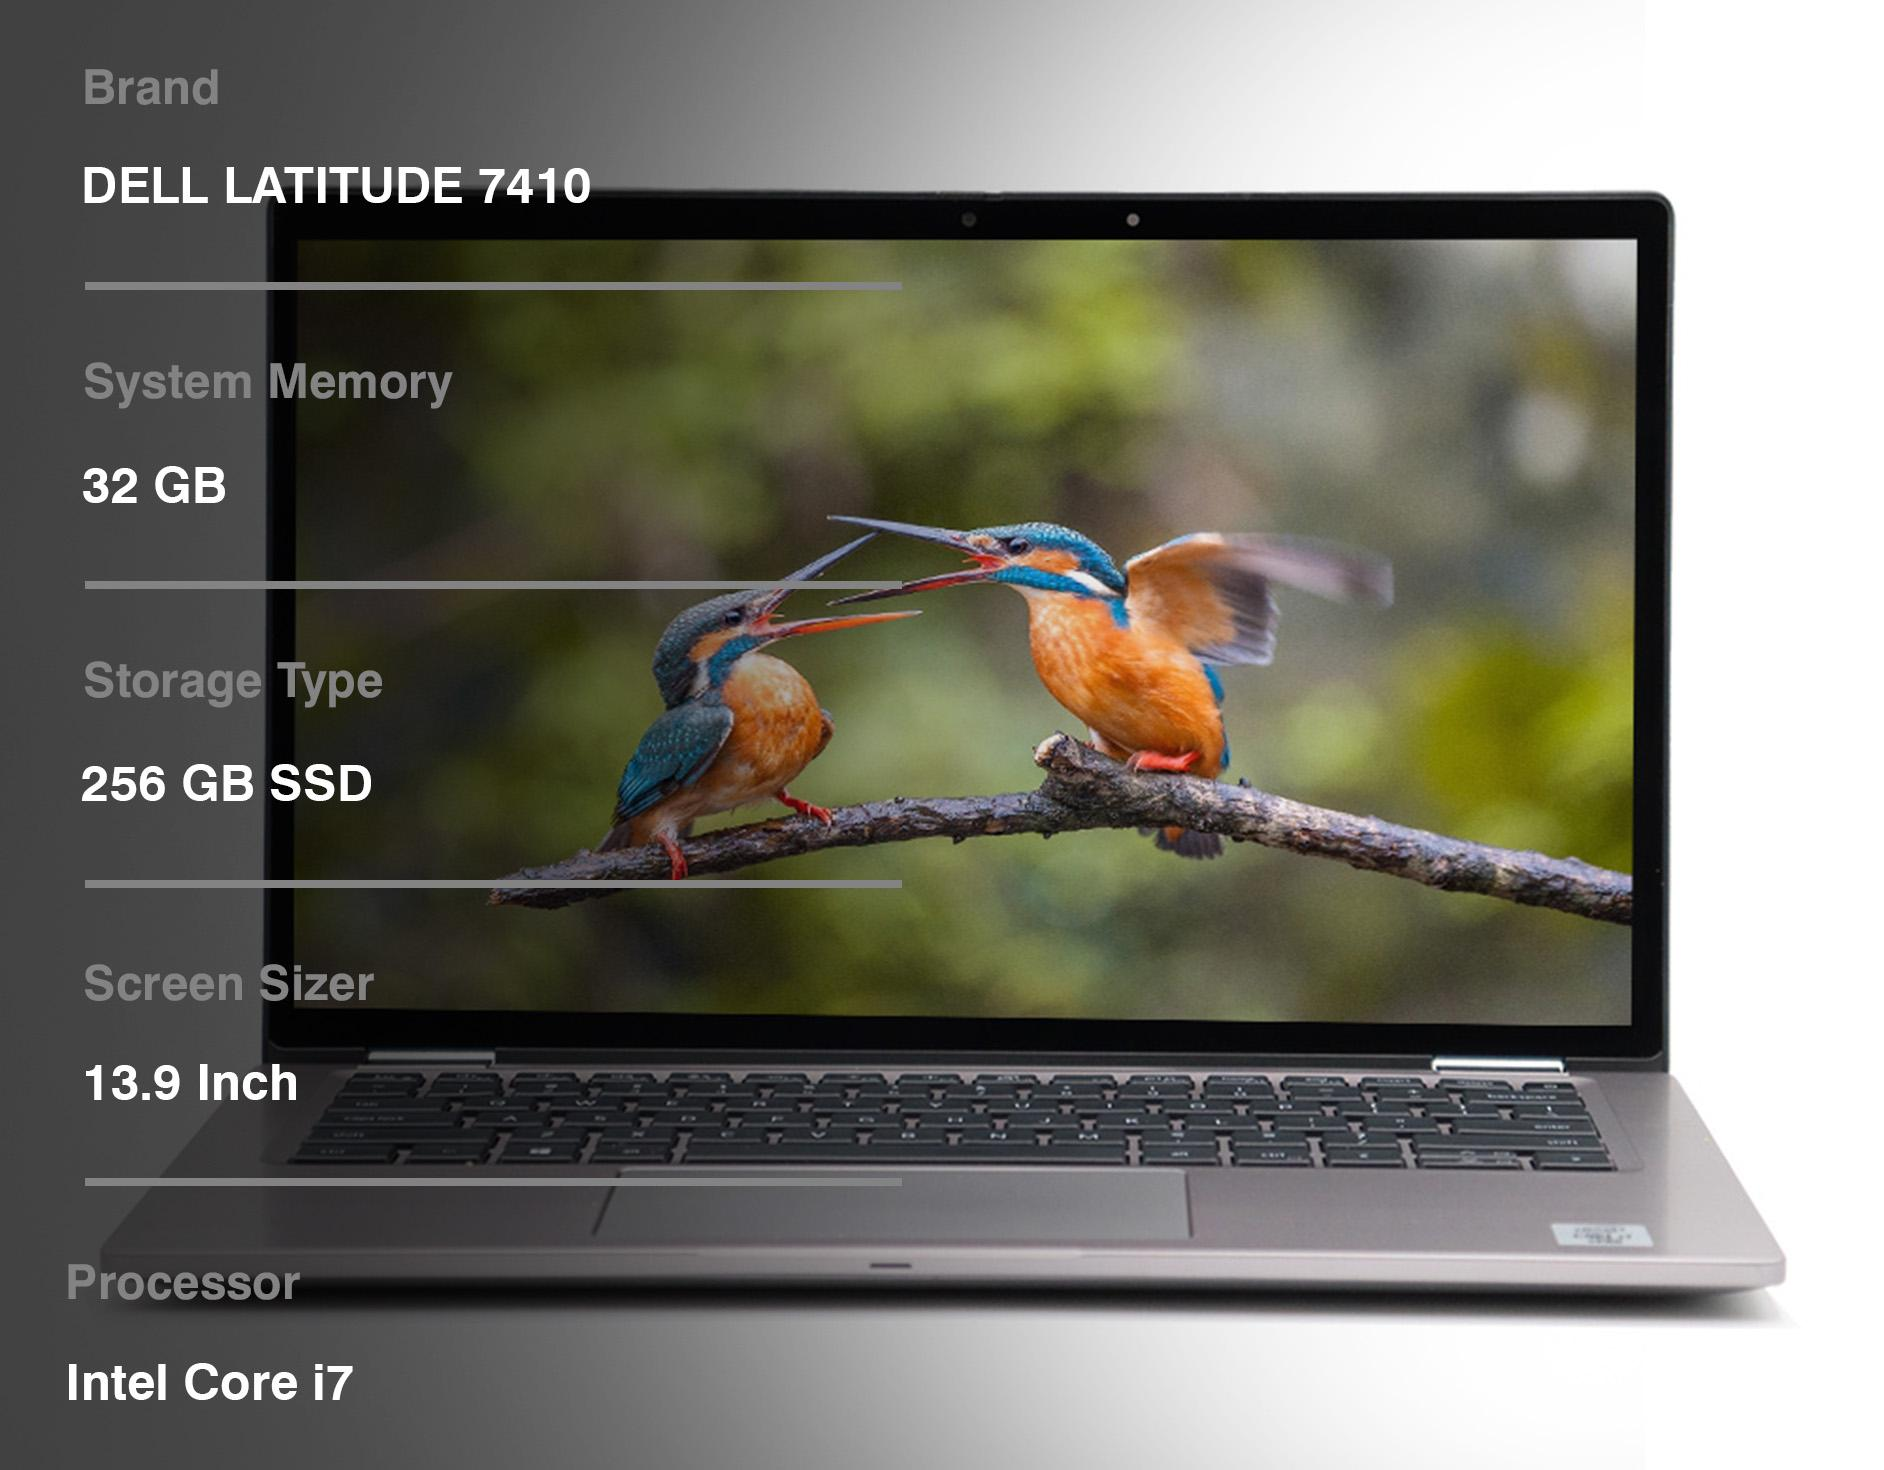 Brand
DELL LATITUDE 7410
System Memory
32 GB
Storage Type
256 GB SSD
Screen Sizer
13.9 Inch
Processor
Intel Core i7